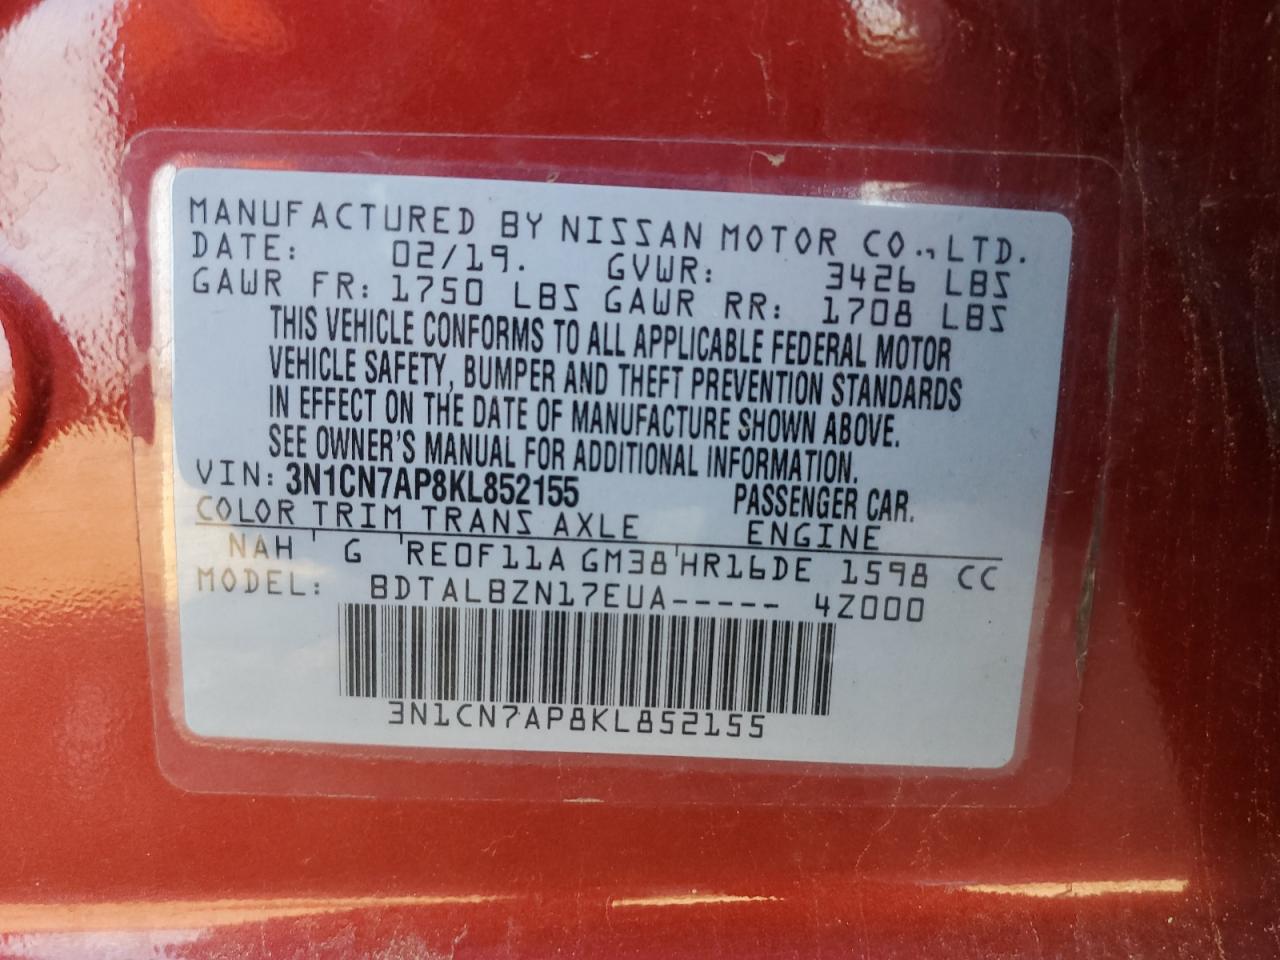 MANUFACTURED BY NISSAN MOTOR CO., LTD.
DATE: 02/19. GVWR: 3426 LBS
GAWR FR: 1750 LBS GAWR RR: 1708 LBS
THIS VEHICLE CONFORMS TO ALL APPLICABLE FEDERAL MOTOR
VEHICLE SAFETY, BUMPER AND THEFT PREVENTION STANDARDS
IN EFFECT ON THE DATE OF MANUFACTURE SHOWN ABOVE.
SEE OWNER'S MANUAL FOR ADDITIONAL INFORMATION.
VIN: 3N1CN7AP8KL852155 PASSENGER CAR.
COLOR TRIM TRANS AXLE ENGINE
NAH ' G ' RE0F11A GM38 ' HR16DE 1598 CC
MODEL: BDTALBZN17EUA----- 4Z000
3N1CN7AP8KL852155